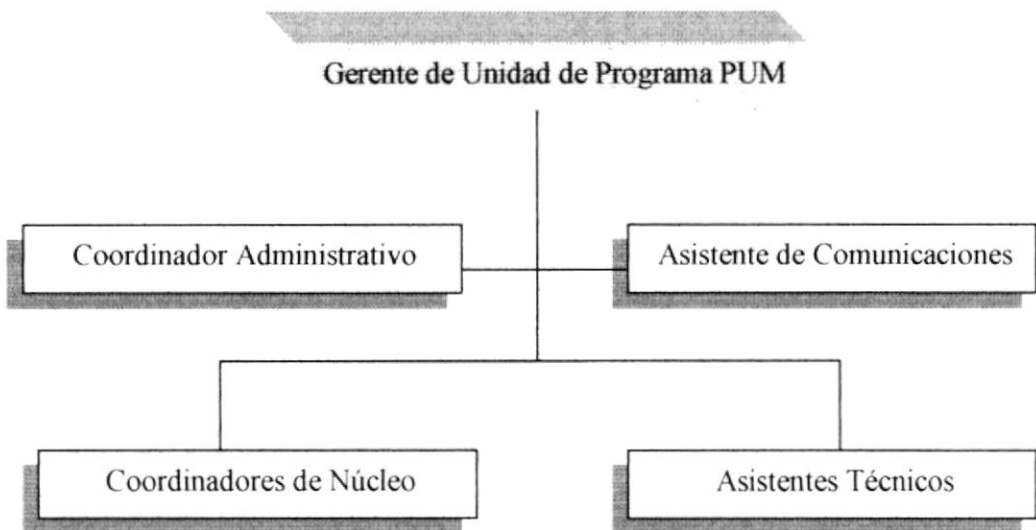 Gerente de Unidad de Programa PUM
Coordinador Administrativo
Asistente de Comunicaciones
Coordinadores de Núcleo
Asistentes Técnicos